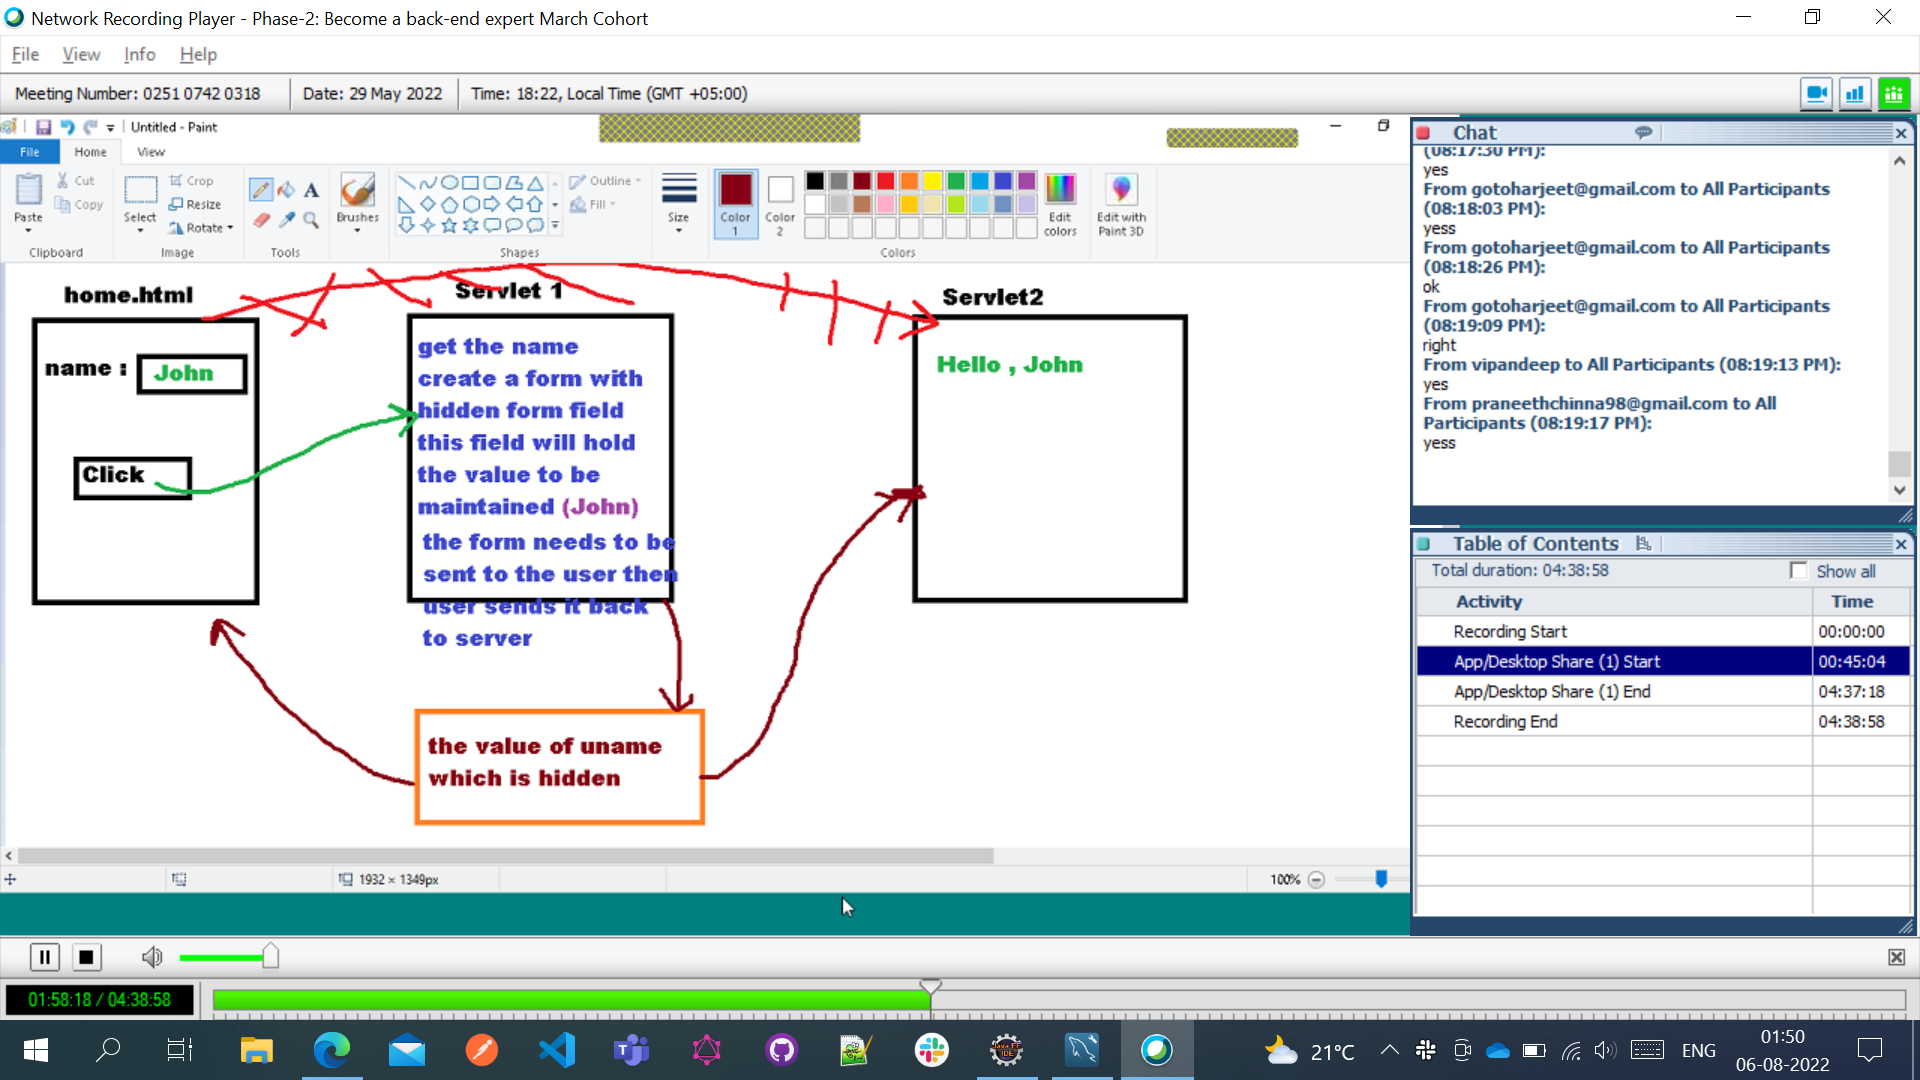 Network Recording Player - Phase-2: Become a back-end expert March Cohort
File View Info Help
Meeting Number: 0251 0742 0318 Date: 29 May 2022 Time: 18:22, Local Time (GMT +05:00)
Untitled - Paint
File Home View
Paste
Cut
Copy
Clipboard
Select
Crop
Resize
Rotate
Image
A
Tools
Brushes
Outline
Fill
Shapes
Size
Color 1
Color 2
Edit colors
Colors
Edit with Paint 3D
home.html
name :
John
Click
Servlet 1
get the name
create a form with
hidden form field
this field will hold
the value to be
maintained (John)
the form needs to be
sent to the user then
user sends it back
to server
the value of uname
which is hidden
Servlet2
Hello , John
1932 × 1349px
100%
Chat
(08:17:30 PM):
yes
From gotoharjeet@gmail.com to All Participants
(08:18:03 PM):
yess
From gotoharjeet@gmail.com to All Participants
(08:18:26 PM):
ok
From gotoharjeet@gmail.com to All Participants
(08:19:09 PM):
right
From vipandeep to All Participants (08:19:13 PM):
yes
From praneethchinna98@gmail.com to All
Participants (08:19:17 PM):
yess
Table of Contents
Total duration: 04:38:58 Show all
Activity Time
Recording Start 00:00:00
App/Desktop Share (1) Start 00:45:04
App/Desktop Share (1) End 04:37:18
Recording End 04:38:58
01:58:18 / 04:38:58
21°C
ENG
01:50
06-08-2022